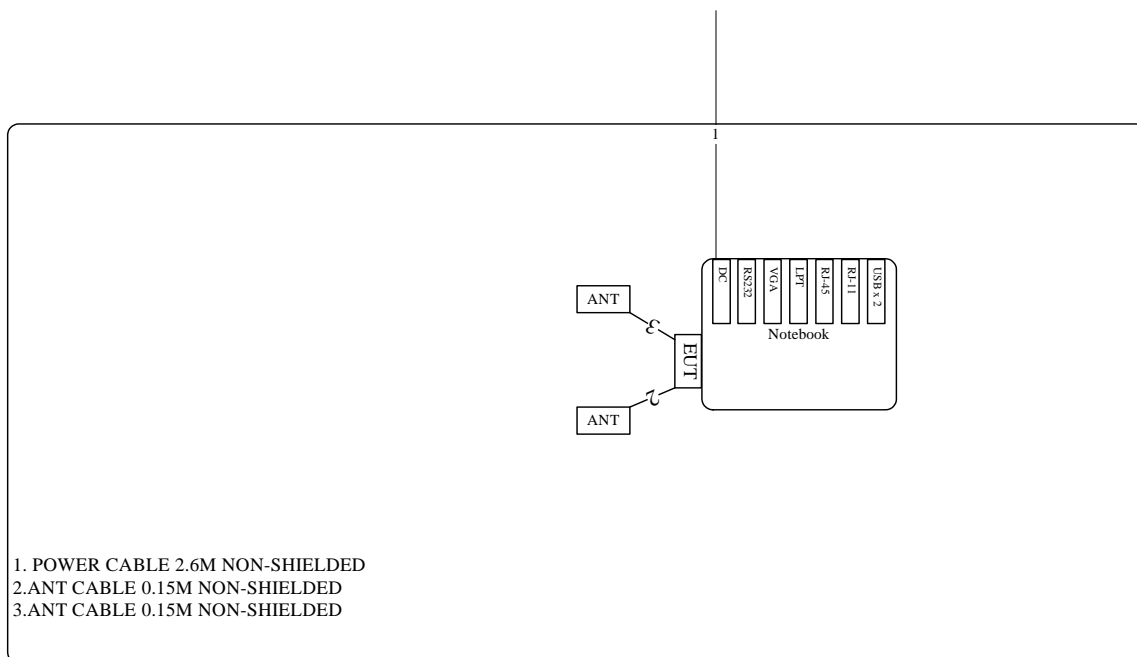 1
DC
RS232
VGA
LPT
RJ-45
RJ-11
USB x 2
Notebook
ANT
3
EUT
2
ANT
1. POWER CABLE 2.6M NON-SHIELDED
2.ANT CABLE 0.15M NON-SHIELDED
3.ANT CABLE 0.15M NON-SHIELDED